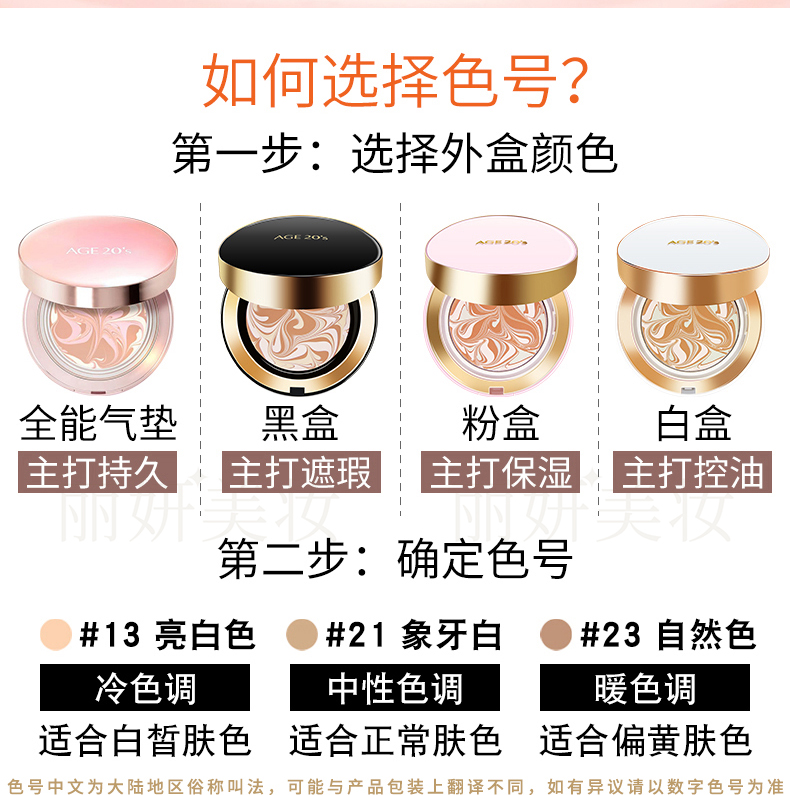 如何选择色号？
第一步：选择外盒颜色
AGE 20's AGE 20's AGE 20's AGE 20's
全能气垫 黑盒 粉盒 白盒
主打持久 主打遮瑕 主打保湿 主打控油
丽妍美妆 丽妍美妆
第二步：确定色号
#13 亮白色 #21 象牙白 #23 自然色
冷色调 中性色调 暖色调
适合白皙肤色 适合正常肤色 适合偏黄肤色
色号中文为大陆地区俗称叫法，可能与产品包装上翻译不同，如有异议请以数字色号为准